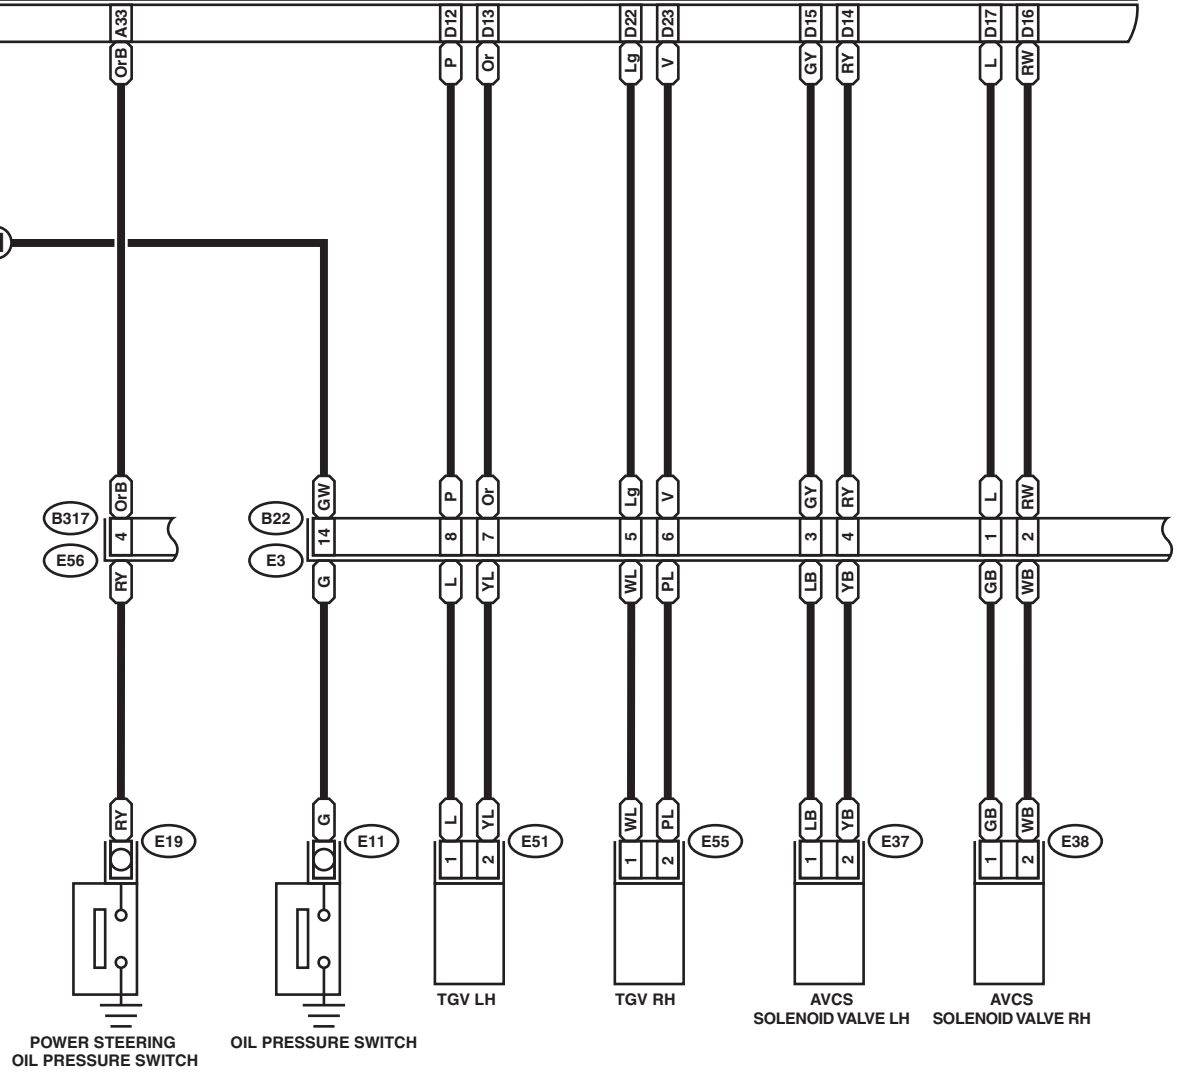 A33 D12 D13 D22 D23 D15 D14 D17 D16
OrB P Or Lg V GY RY L RW
OrB GW P Or Lg V GY RY L RW
B317 B22
4 14 8 7 5 6 3 4 1 2
E56 E3
RY G L YL WL PL LB YB GB WB
RY G L YL WL PL LB YB GB WB
E19 E11 E51 E55 E37 E38
1 2 1 2 1 2 1 2
TGV LH TGV RH AVCS AVCS
SOLENOID VALVE LH SOLENOID VALVE RH
POWER STEERING OIL PRESSURE SWITCH
OIL PRESSURE SWITCH